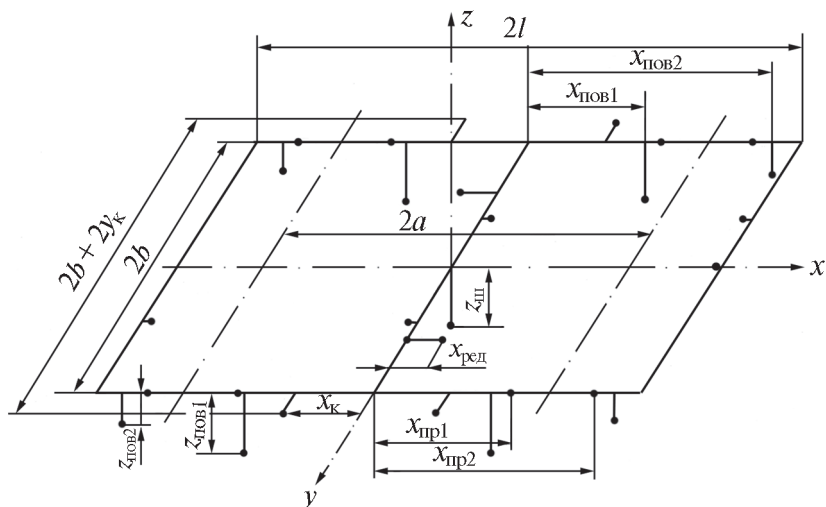 z
2l
x_пов2
x_пов1
2b + 2y_к
2b
2a
x
z_ш
x_ред
x_к
z_пов2
z_пов1
x_пр1
x_пр2
y